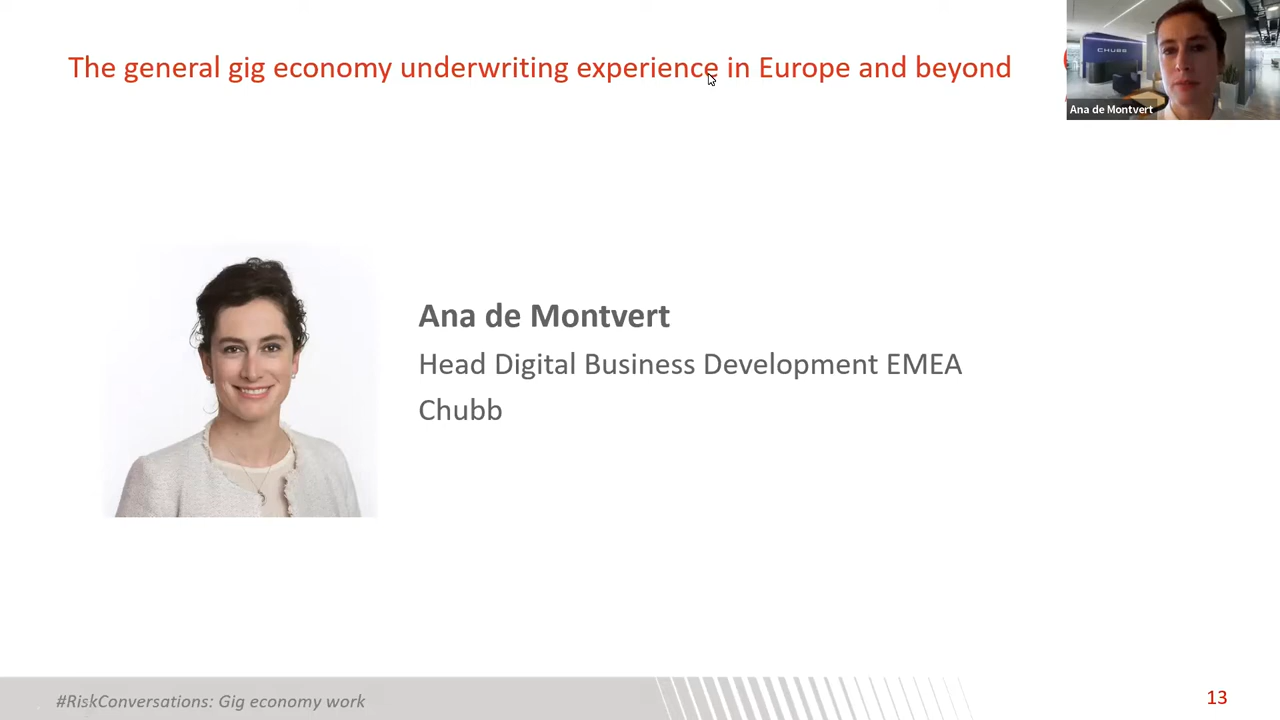 The general gig economy underwriting experience in Europe and beyond
CHUBB
Ana de Montvert
Ana de Montvert
Head Digital Business Development EMEA
Chubb
#RiskConversations: Gig economy work
13